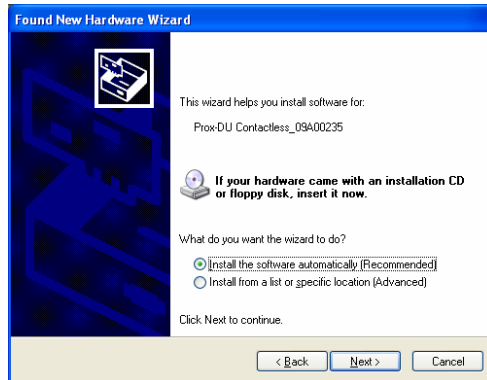 Found New Hardware Wizard
This wizard helps you install software for:
Prox-DU Contactless_09A00235
If your hardware came with an installation CD
or floppy disk, insert it now.
What do you want the wizard to do?
Install the software automatically (Recommended)
Install from a list or specific location (Advanced)
Click Next to continue.
< Back Next > Cancel